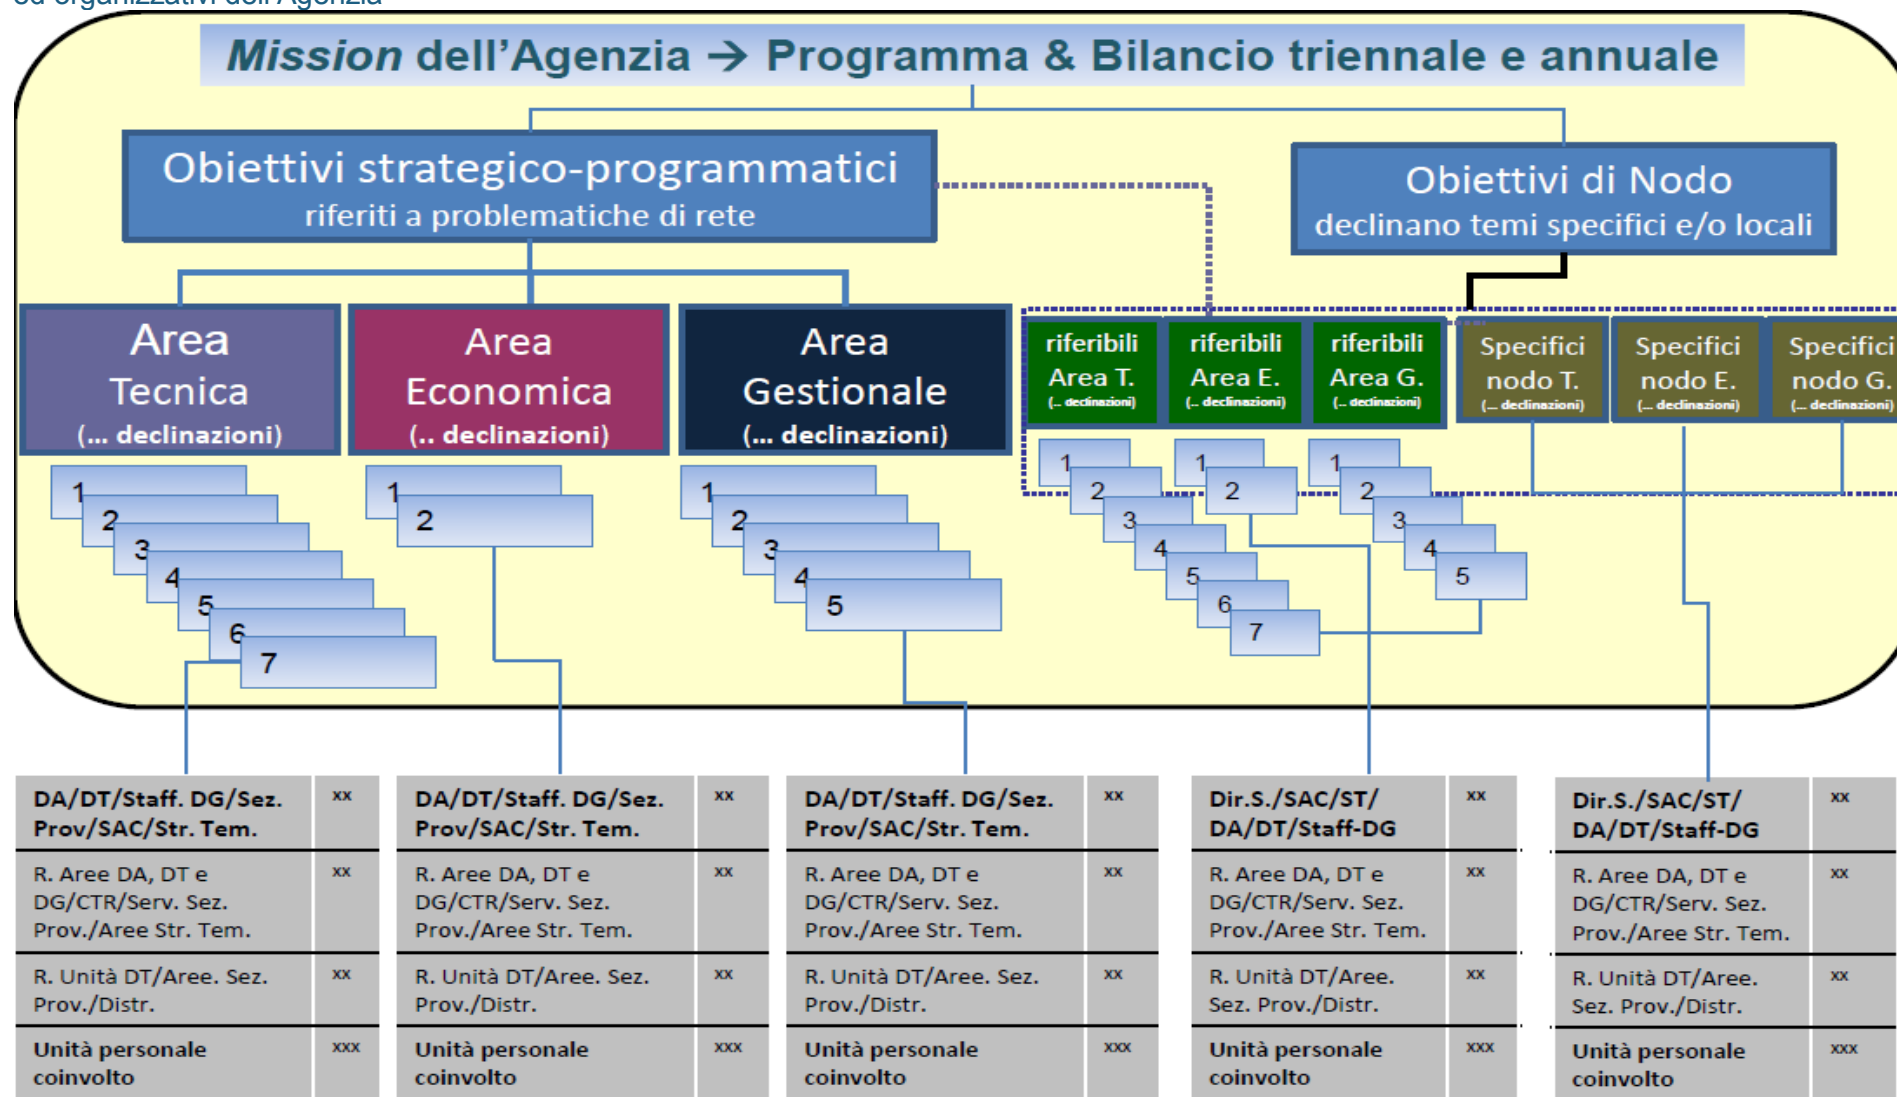 ed organizzativi dell'Agenzia
Mission dell'Agenzia → Programma & Bilancio triennale e annuale
Obiettivi strategico-programmatici
riferiti a problematiche di rete
Obiettivi di Nodo
declinano temi specifici e/o locali
Area
Tecnica
(... declinazioni)
Area
Economica
(.. declinazioni)
Area
Gestionale
(... declinazioni)
riferibili
Area T.
(.. declinazioni)
riferibili
Area E.
(.. declinazioni)
riferibili
Area G.
(.. declinazioni)
Specifici
nodo T.
(... declinazioni)
Specifici
nodo E.
(... declinazioni)
Specifici
nodo G.
(... declinazioni)
1
2
3
4
5
6
7
1
2
1
2
3
4
5
1
2
3
4
5
6
7
1
2
1
2
3
4
5
DA/DT/Staff. DG/Sez.
Prov/SAC/Str. Tem.
xx
R. Aree DA, DT e
DG/CTR/Serv. Sez.
Prov./Aree Str. Tem.
xx
R. Unità DT/Aree. Sez.
Prov./Distr.
xx
Unità personale
coinvolto
xxx
DA/DT/Staff. DG/Sez.
Prov/SAC/Str. Tem.
xx
R. Aree DA, DT e
DG/CTR/Serv. Sez.
Prov./Aree Str. Tem.
xx
R. Unità DT/Aree. Sez.
Prov./Distr.
xx
Unità personale
coinvolto
xxx
DA/DT/Staff. DG/Sez.
Prov/SAC/Str. Tem.
xx
R. Aree DA, DT e
DG/CTR/Serv. Sez.
Prov./Aree Str. Tem.
xx
R. Unità DT/Aree. Sez.
Prov./Distr.
xx
Unità personale
coinvolto
xxx
Dir.S./SAC/ST/
DA/DT/Staff-DG
xx
R. Aree DA, DT e
DG/CTR/Serv. Sez.
Prov./Aree Str. Tem.
xx
R. Unità DT/Aree.
Sez. Prov./Distr.
xx
Unità personale
coinvolto
xxx
Dir.S./SAC/ST/
DA/DT/Staff-DG
xx
R. Aree DA, DT e
DG/CTR/Serv. Sez.
Prov./Aree Str. Tem.
xx
R. Unità DT/Aree.
Sez. Prov./Distr.
xx
Unità personale
coinvolto
xxx